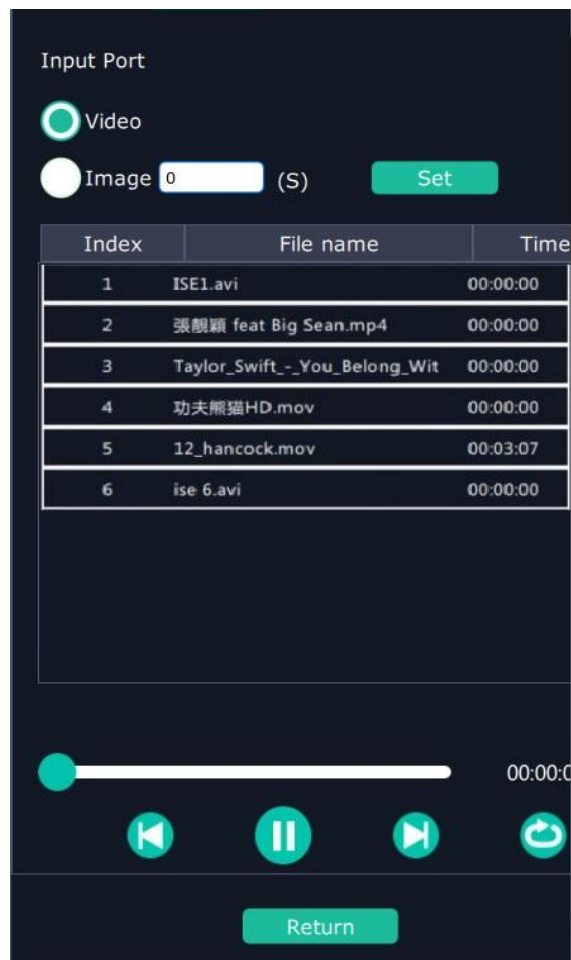 Input Port
Video
Image 0 (S) Set
Index File name Time
1 ISE1.avi 00:00:00
2 張靚穎 feat Big Sean.mp4 00:00:00
3 Taylor_Swift_-_You_Belong_Wit 00:00:00
4 功夫熊猫HD.mov 00:00:00
5 12_hancock.mov 00:03:07
6 ise 6.avi 00:00:00
00:00:0
Return